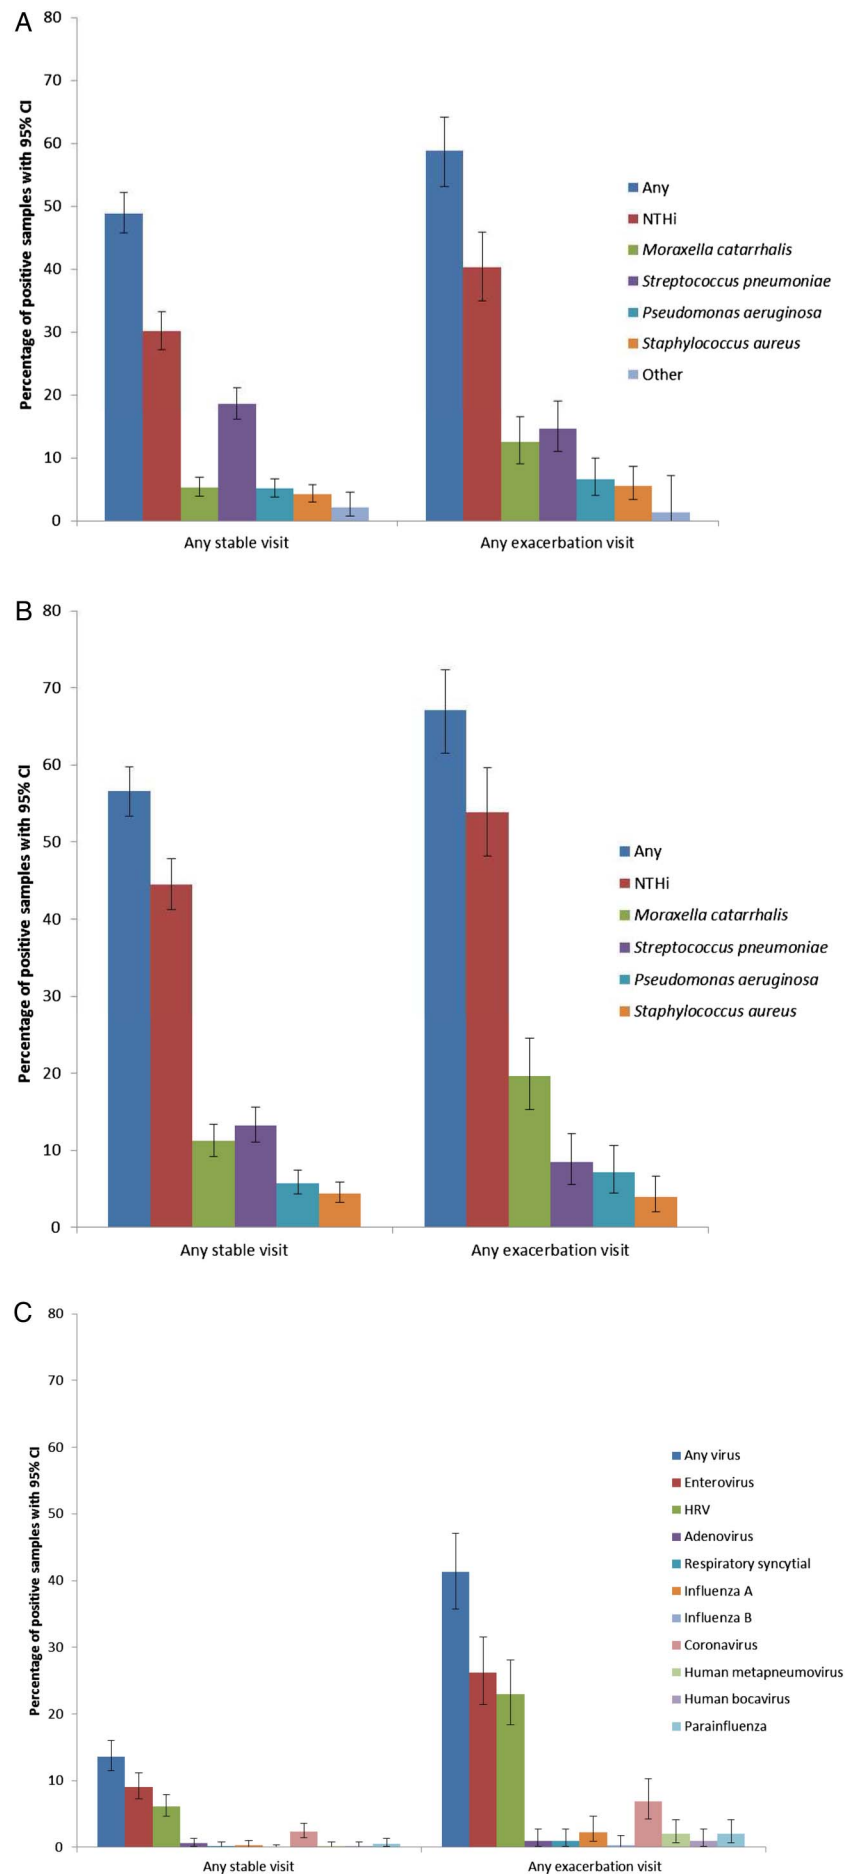 A
80
70
60
50
40
30
20
10
0
Percentage of positive samples with 95% CI
Any
NTHi
Moraxella catarrhalis
Streptococcus pneumoniae
Pseudomonas aeruginosa
Staphylococcus aureus
Other
Any stable visit
Any exacerbation visit
B
80
70
60
50
40
30
20
10
0
Percentage of positive samples with 95% CI
Any
NTHi
Moraxella catarrhalis
Streptococcus pneumoniae
Pseudomonas aeruginosa
Staphylococcus aureus
Any stable visit
Any exacerbation visit
C
80
70
60
50
40
30
20
10
0
Percentage of positive samples with 95% CI
Any virus
Enterovirus
HRV
Adenovirus
Respiratory syncytial
Influenza A
Influenza B
Coronavirus
Human metapneumovirus
Human bocavirus
Parainfluenza
Any stable visit
Any exacerbation visit